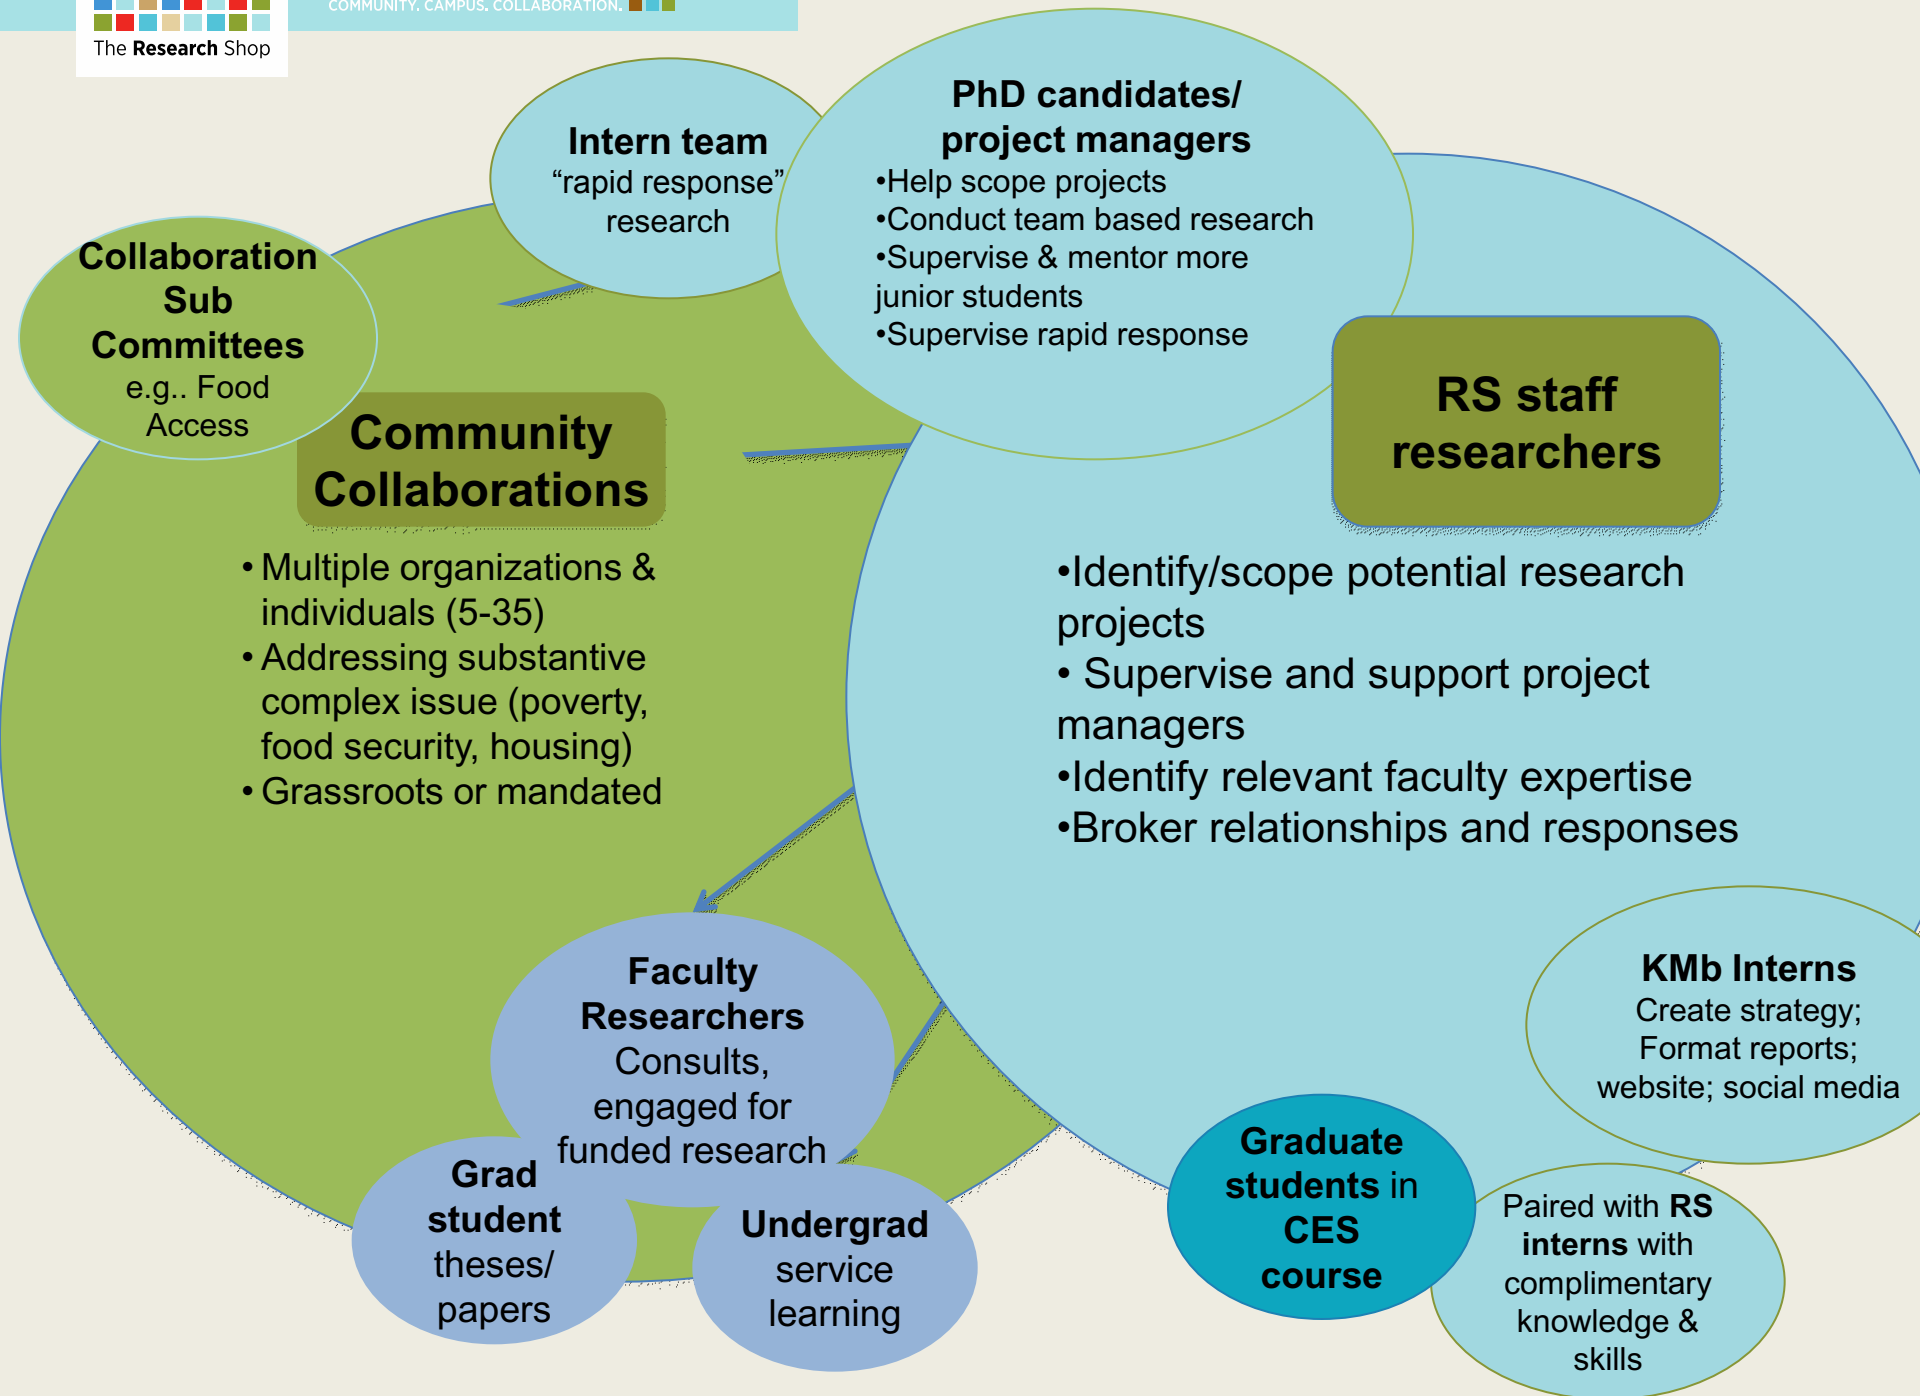 COMMUNITY. CAMPUS. COLLABORATION.
The Research Shop
Intern team
“rapid response”
research
PhD candidates/
project managers
•Help scope projects
•Conduct team based research
•Supervise & mentor more
junior students
•Supervise rapid response
Collaboration
Sub
Committees
e.g.. Food
Access
Community
Collaborations
• Multiple organizations &
individuals (5-35)
• Addressing substantive
complex issue (poverty,
food security, housing)
• Grassroots or mandated
RS staff
researchers
•Identify/scope potential research
projects
• Supervise and support project
managers
•Identify relevant faculty expertise
•Broker relationships and responses
Faculty
Researchers
Consults,
engaged for
funded research
Grad
student
theses/
papers
Undergrad
service
learning
KMb Interns
Create strategy;
Format reports;
website; social media
Graduate
students in
CES
course
Paired with RS
interns with
complimentary
knowledge &
skills